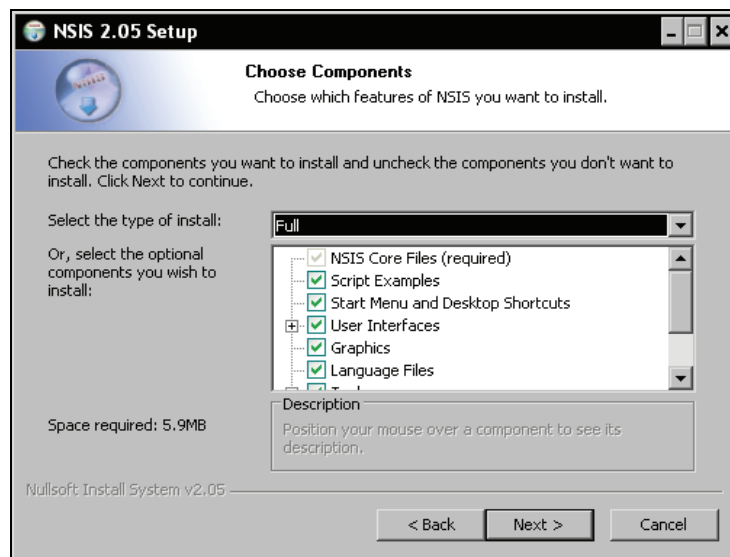 NSIS 2.05 Setup
Choose Components
Choose which features of NSIS you want to install.
Check the components you want to install and uncheck the components you don't want to
install. Click Next to continue.
Select the type of install:
Full
Or, select the optional
components you wish to
install:
NSIS Core Files (required)
Script Examples
Start Menu and Desktop Shortcuts
User Interfaces
Graphics
Language Files
Space required: 5.9MB
Description
Position your mouse over a component to see its
description.
Nullsoft Install System v2.05
< Back
Next >
Cancel